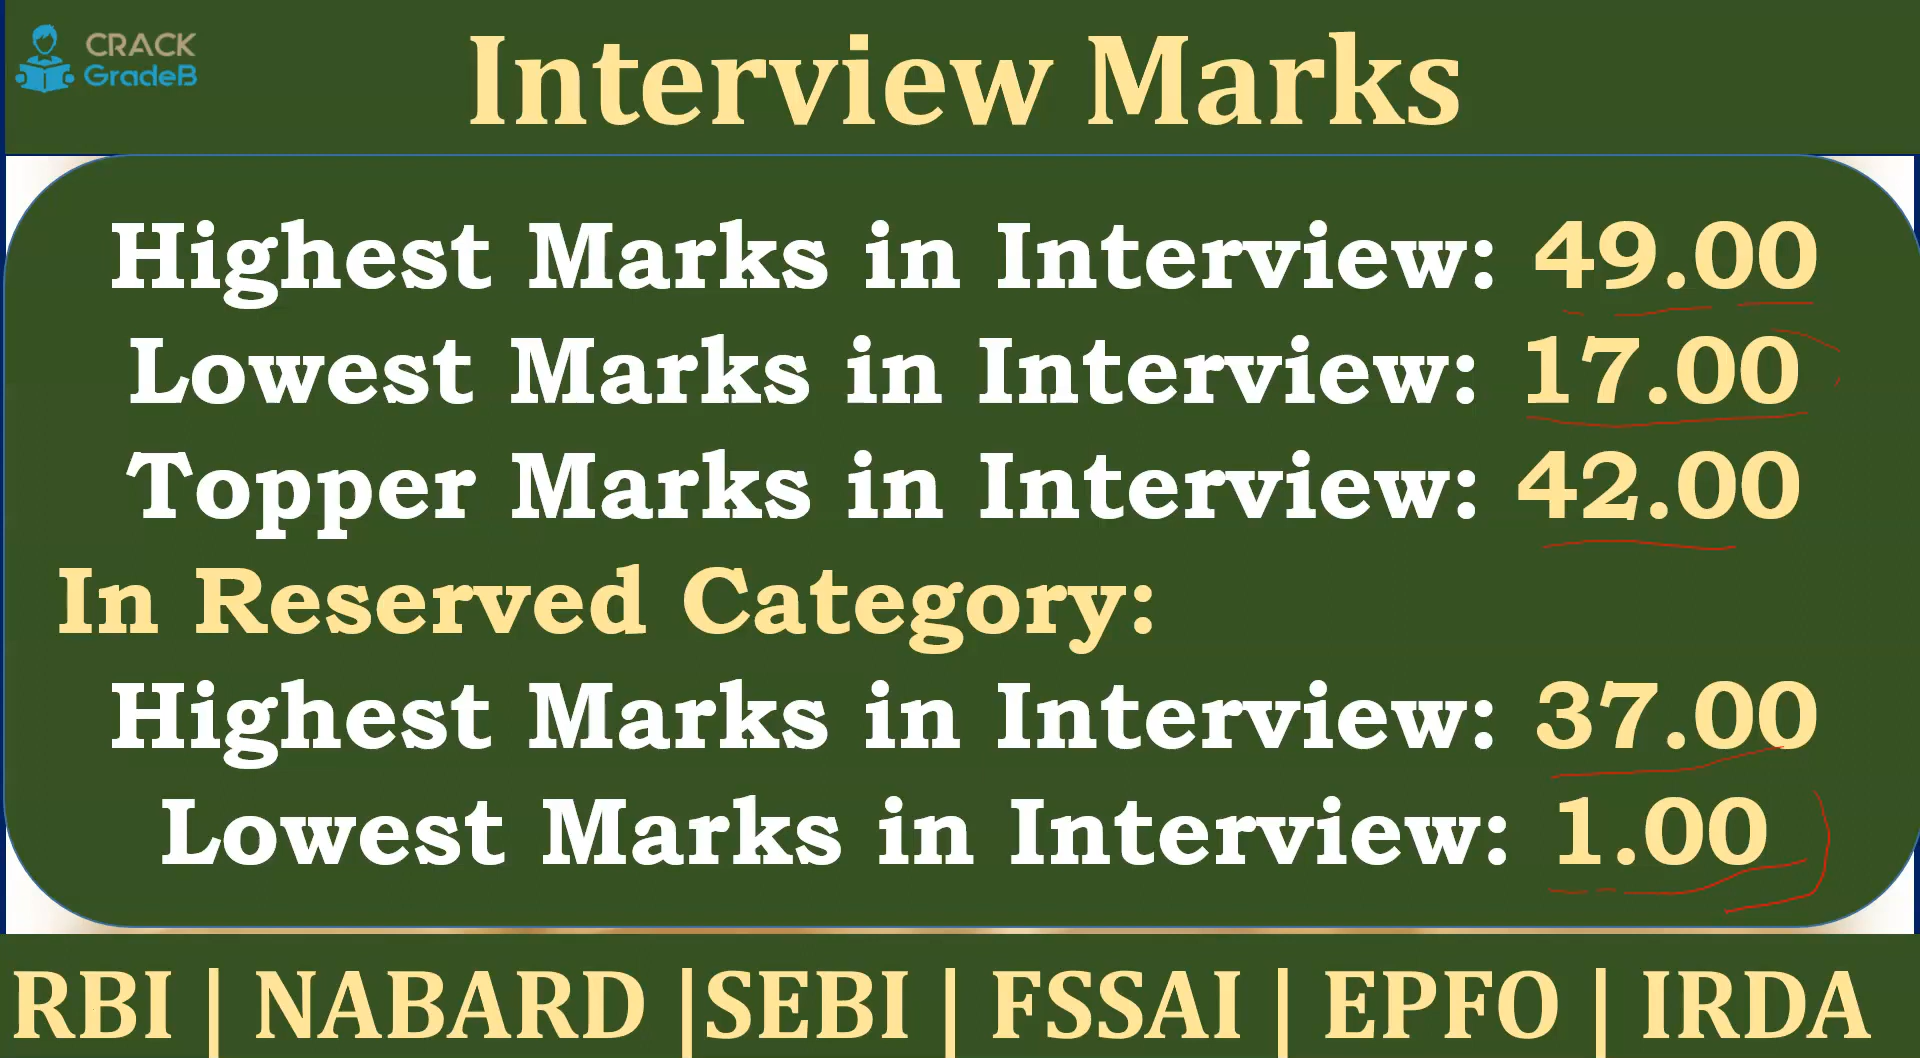 CRACK
GradeB
Interview Marks
Highest Marks in Interview: 49.00
Lowest Marks in Interview: 17.00
Topper Marks in Interview: 42.00
In Reserved Category:
Highest Marks in Interview: 37.00
Lowest Marks in Interview: 1.00
RBI | NABARD |SEBI | FSSAI | EPFO | IRDA